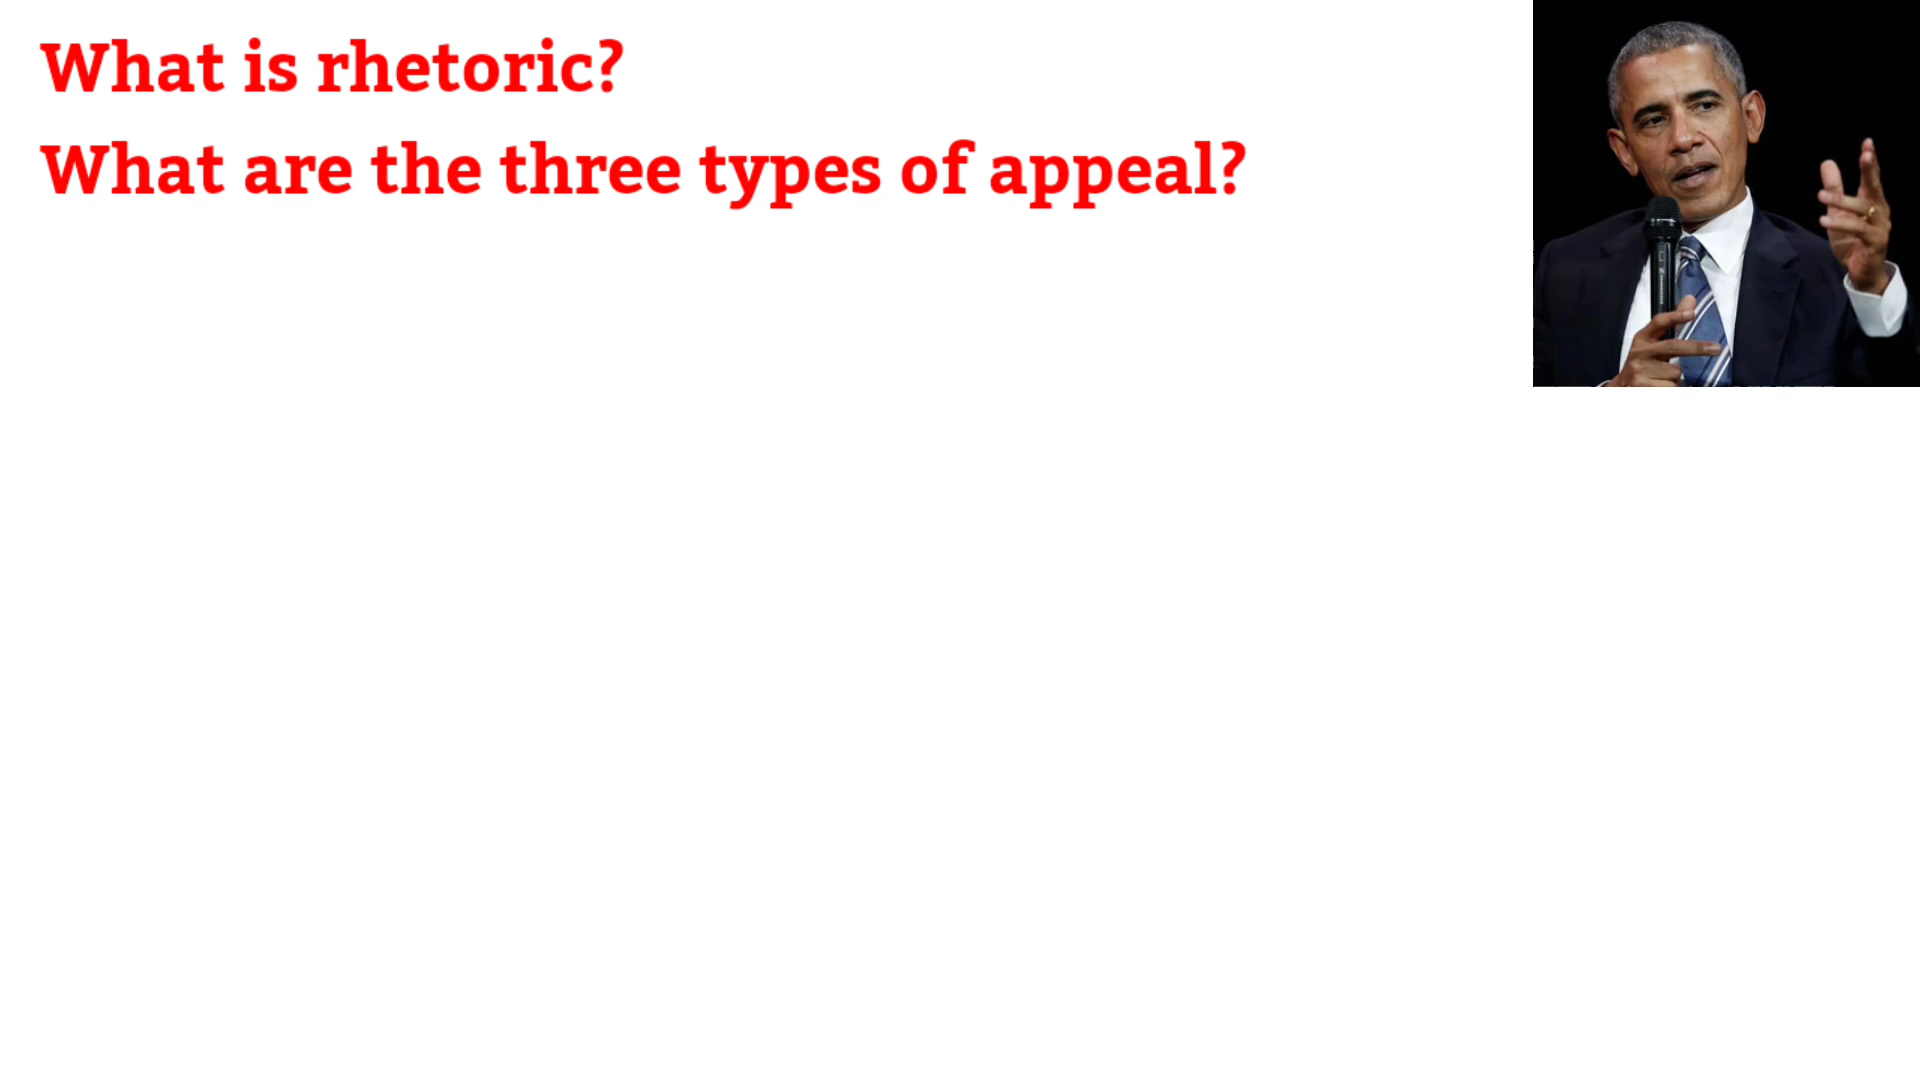 What is rhetoric?
What are the three types of appeal?